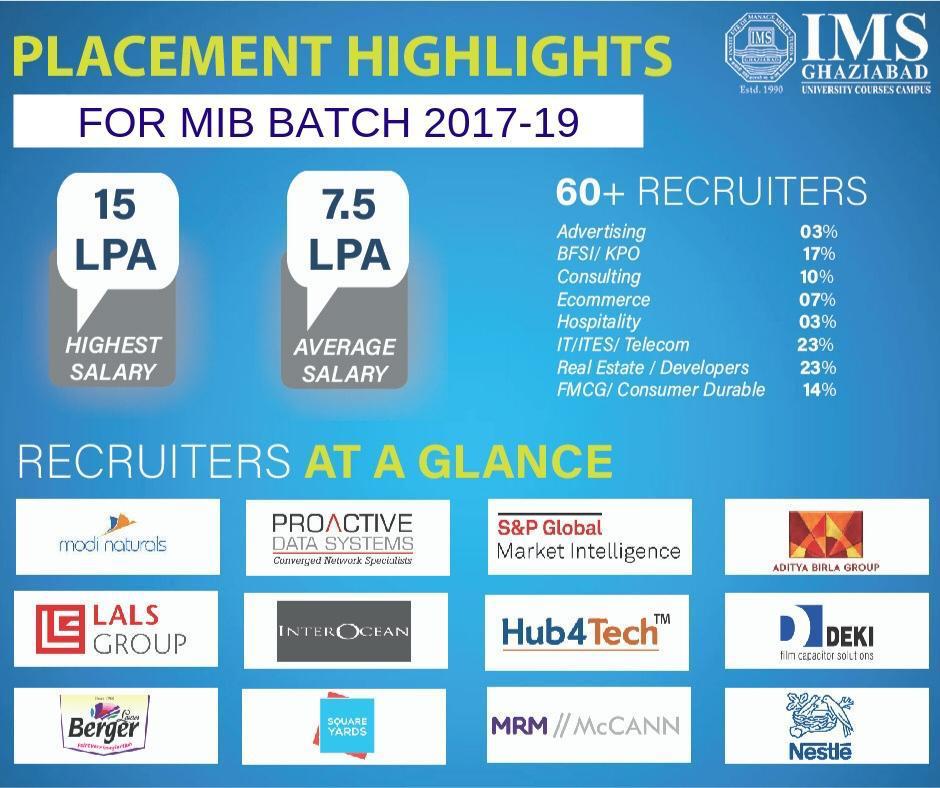 PLACEMENT HIGHLIGHTS
IMS
GHAZIABAD
UNIVERSITY COURSES CAMPUS
IMS
GHAZIABAD
Estd. 1990
FOR MIB BATCH 2017-19
15
LPA
HIGHEST
SALARY
7.5
LPA
AVERAGE
SALARY
60+ RECRUITERS
Advertising 03%
BFSI/ KPO 17%
Consulting 10%
Ecommerce 07%
Hospitality 03%
IT/ITES/ Telecom 23%
Real Estate / Developers 23%
FMCG/ Consumer Durable 14%
RECRUITERS AT A GLANCE
modi naturals
PROACTIVE
DATA SYSTEMS
Converged Network Specialists
S&P Global
Market Intelligence
ADITYA BIRLA GROUP
LALS
GROUP
INTEROCEAN
Hub4Tech™
DEKI
film capacitor solutions
Berger
SQUARE
YARDS
MRM//McCANN
Nestlé